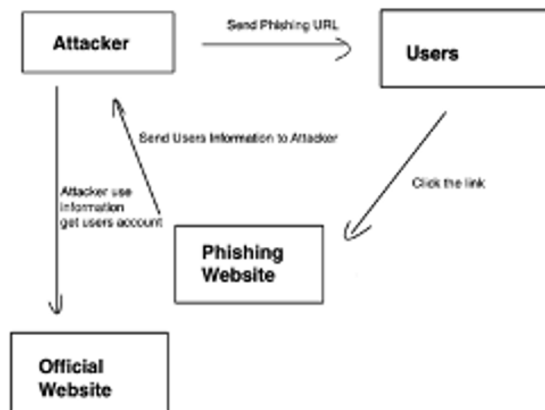 Send Phishing URL
Attacker
Users
Send Users Information to Attacker
Click the link
Attacker use
information
get users account
Phishing
Website
Official
Website